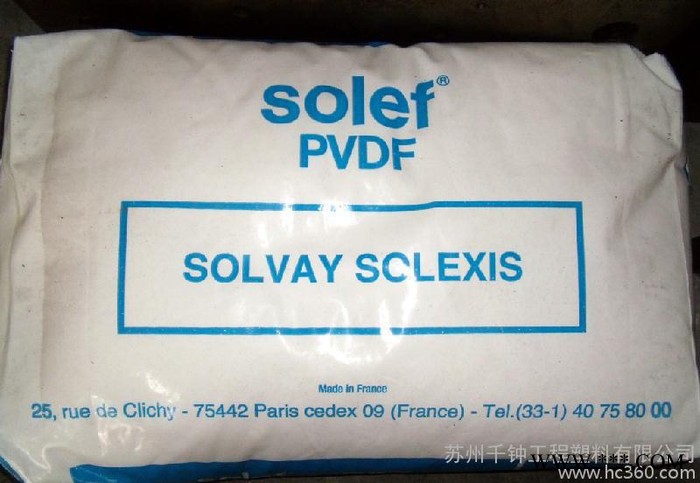 solef®
PVDF
SOLVAY SOLEXIS
Made in France
25, rue de Clichy - 75442 Paris cedex 09 (France) - Tel.(33-1) 40 75 80 00
苏州千钟工程塑料有限公司
www.hc360.com